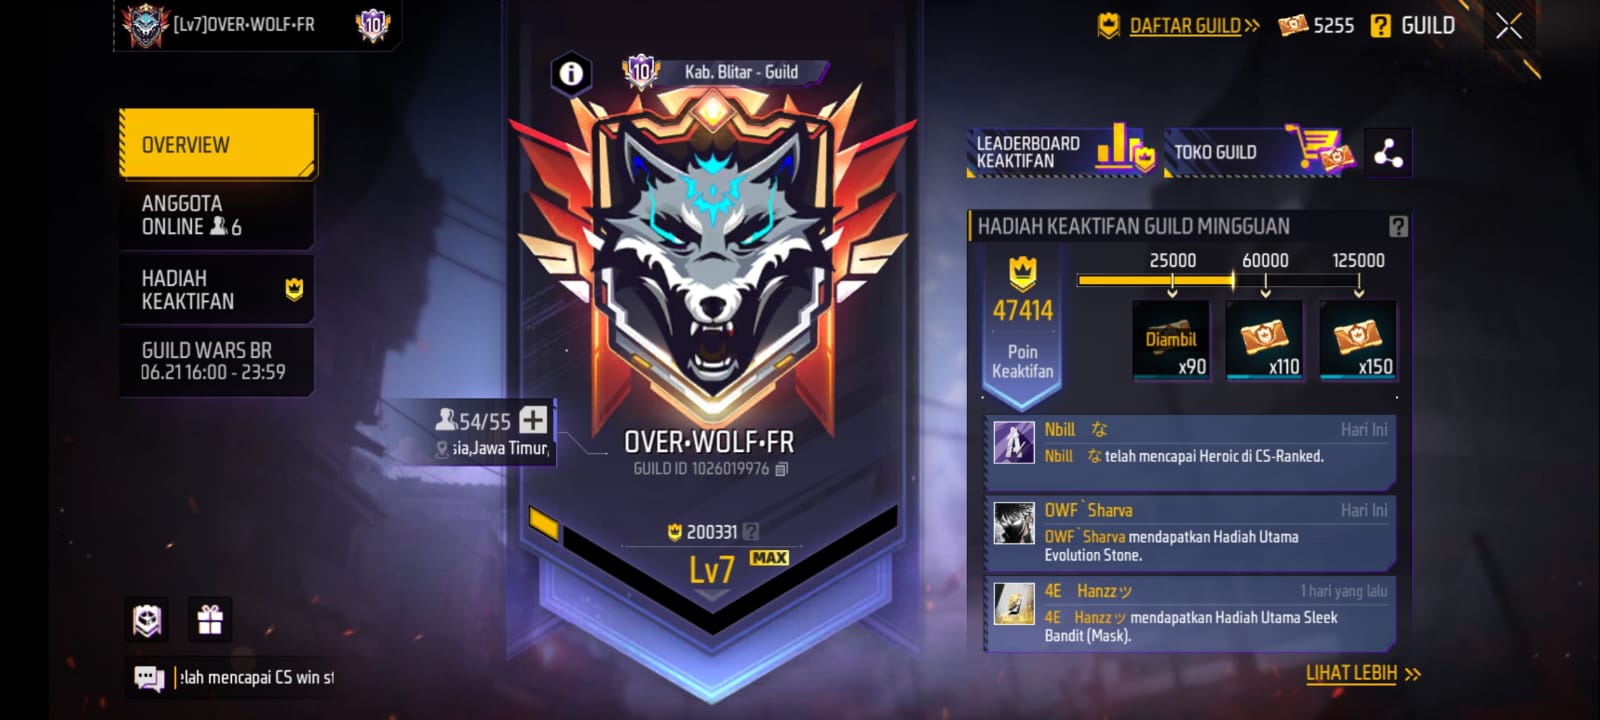 [Lv7]OVER•WOLF•FR
10
DAFTAR GUILD
5255
GUILD
OVERVIEW
ANGGOTA
ONLINE 6
HADIAH
KEAKTIFAN
GUILD WARS BR
06.21 16:00 - 23:59
10
Kab. Blitar - Guild
54/55
sia,Jawa Timur,
OVER•WOLF•FR
GUILD ID 1026019976
200331
Lv7 MAX
LEADERBOARD
KEAKTIFAN
TOKO GUILD
HADIAH KEAKTIFAN GUILD MINGGUAN
47414
Poin
Keaktifan
25000 60000 125000
Diambil
x90 x110 x150
Nbill な Hari Ini
Nbill な telah mencapai Heroic di CS-Ranked.
OWF`Sharva Hari Ini
OWF`Sharva mendapatkan Hadiah Utama
Evolution Stone.
4E Hanzzツ 1 hari yang lalu
4E Hanzzツ mendapatkan Hadiah Utama Sleek
Bandit (Mask).
LIHAT LEBIH
elah mencapai CS win st